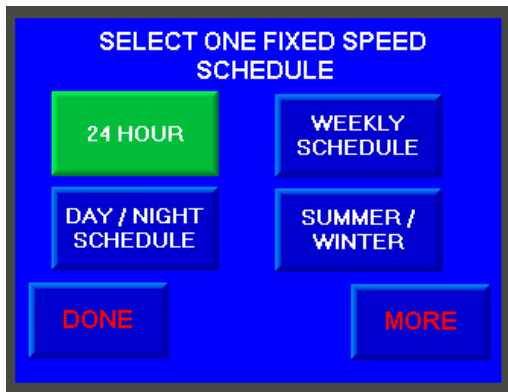 SELECT ONE FIXED SPEED
SCHEDULE
24 HOUR
WEEKLY
SCHEDULE
DAY / NIGHT
SCHEDULE
SUMMER /
WINTER
DONE
MORE